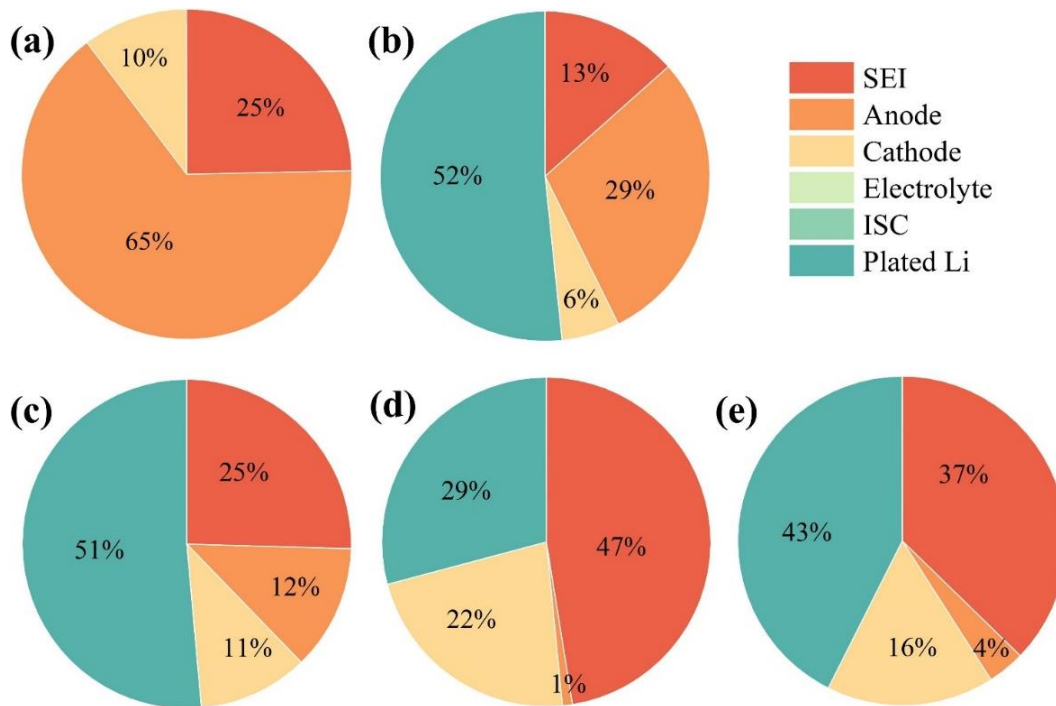 (a)
10%
25%
65%
(b)
13%
52%
29%
6%
SEI
Anode
Cathode
Electrolyte
ISC
Plated Li
(c)
25%
51%
12%
11%
(d)
29%
47%
22%
1%
(e)
37%
43%
16%
4%